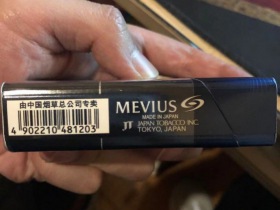 由中国烟草总公司专卖
4 902210 481203
MEVIUS
MADE IN JAPAN
JT JAPAN TOBACCO INC.
TOKYO, JAPAN